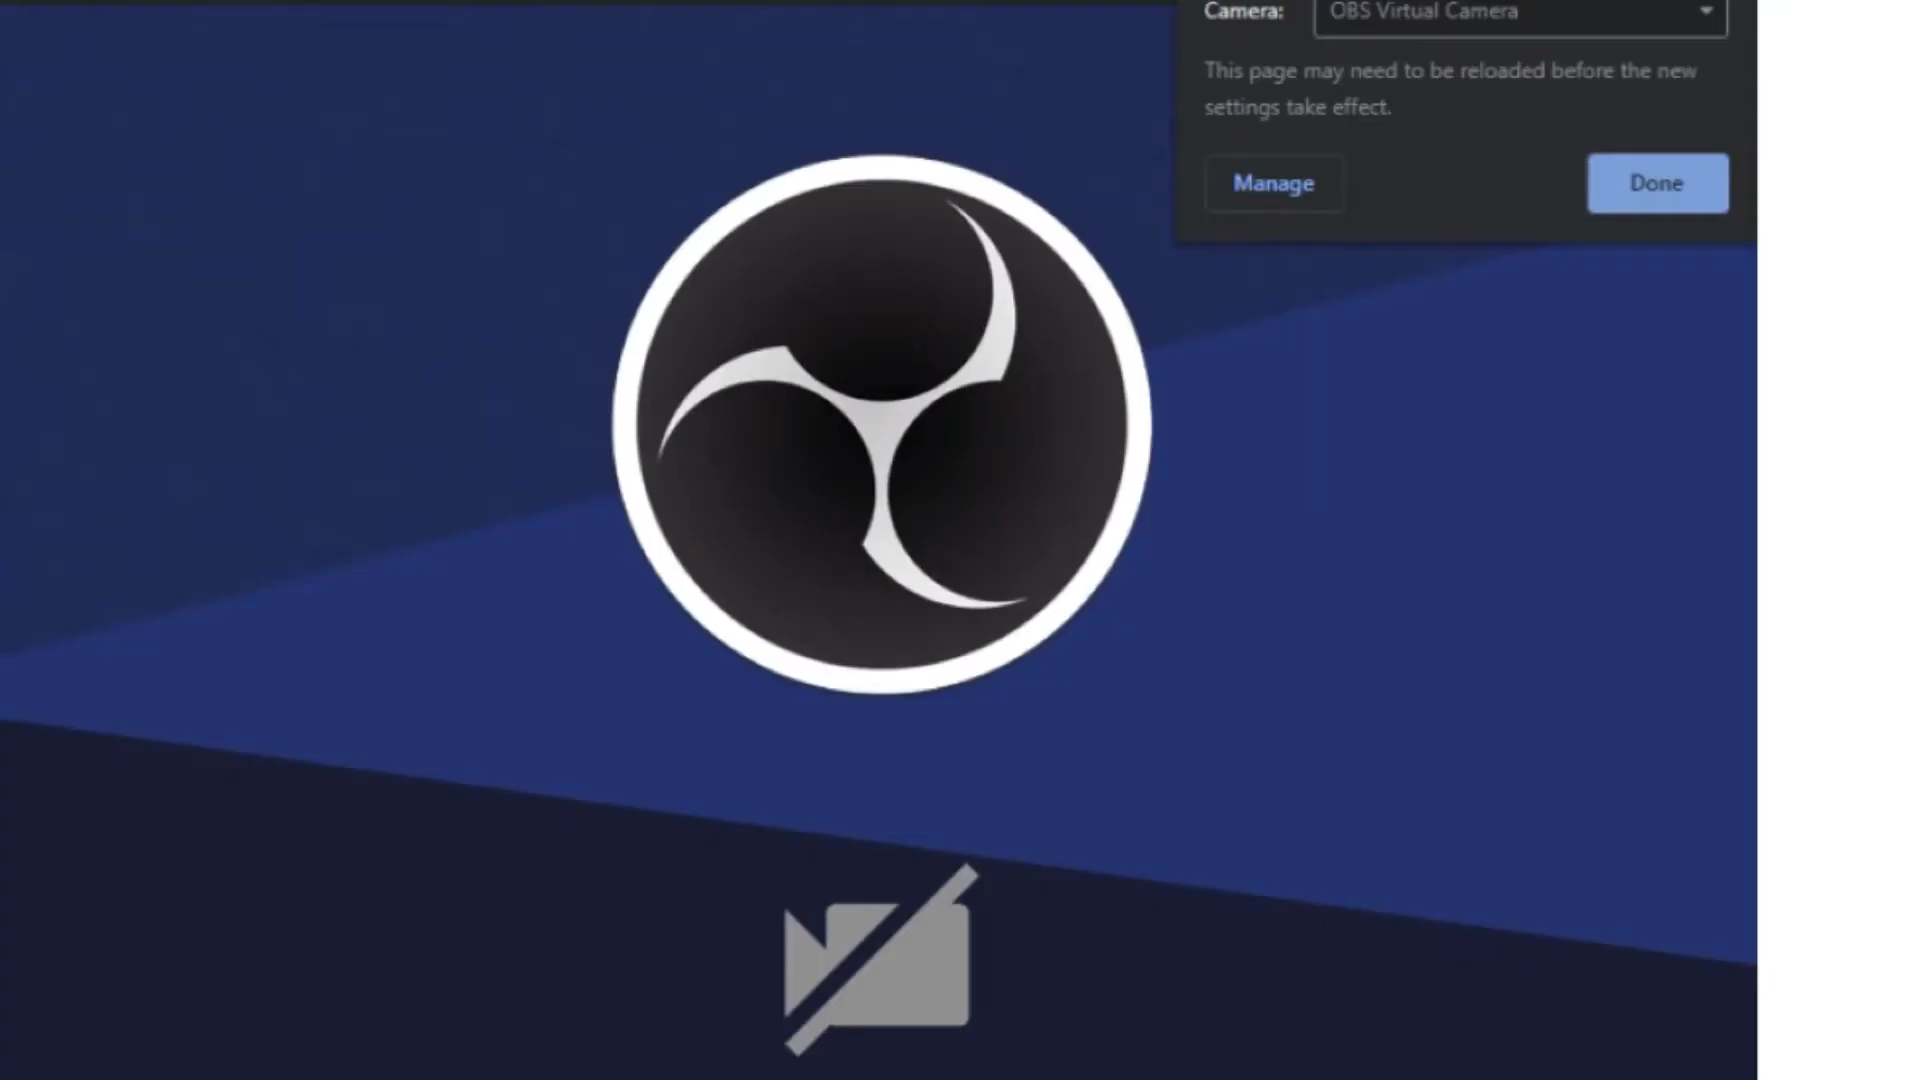 Camera:
OBS Virtual Camera
This page may need to be reloaded before the new
settings take effect.
Manage
Done